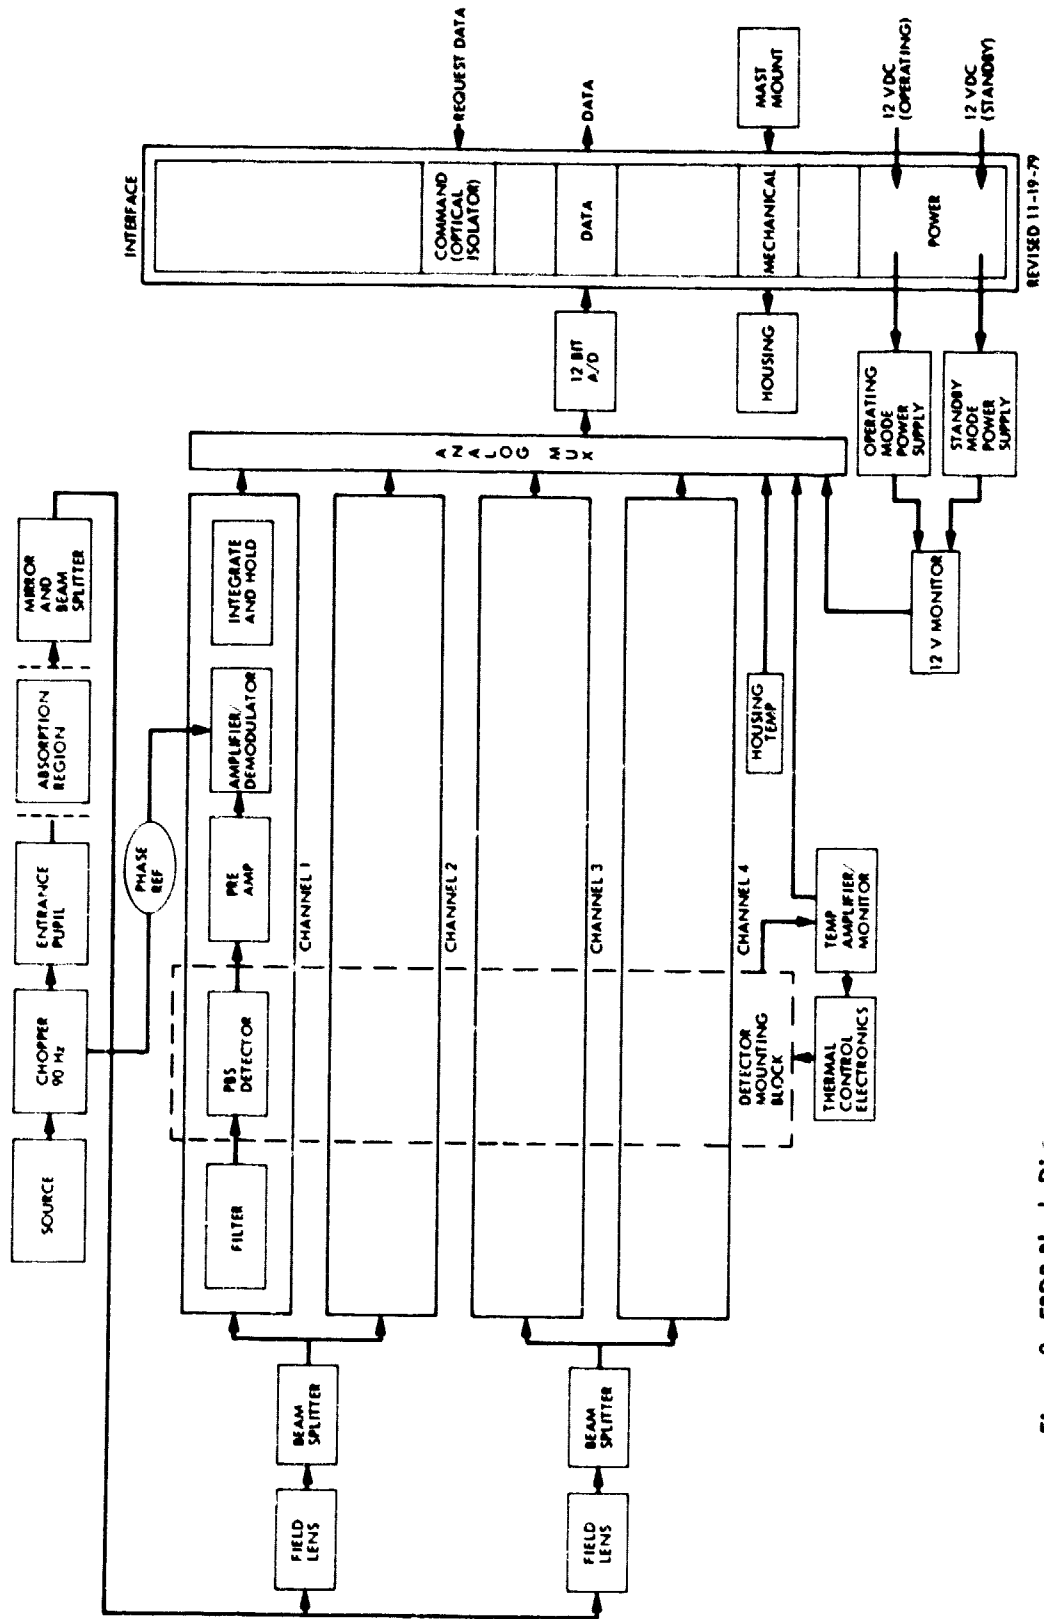 SOURCE
CHOPPER
90 Hz
ENTRANCE
PUPIL
ABSORPTION
REGION
MIRROR
AND
BEAM
SPLITTER
PHASE
REF
FIELD
LENS
BEAM
SPLITTER
FILTER
PBS
DETECTOR
PRE
AMP
AMPLIFIER/
DEMODULATOR
INTEGRATE
AND HOLD
CHANNEL 1
CHANNEL 2
FIELD
LENS
BEAM
SPLITTER
CHANNEL 3
CHANNEL 4
DETECTOR
MOUNTING
BLOCK
THERMAL
CONTROL
ELECTRONICS
TEMP
AMPLIFIER/
MONITOR
HOUSING
TEMP
12 V MONITOR
ANALOG MUX
12 BIT
A/D
HOUSING
OPERATING
MODE
POWER
SUPPLY
STANDBY
MODE
POWER
SUPPLY
INTERFACE
COMMAND
(OPTICAL
ISOLATOR)
DATA
MECHANICAL
POWER
REQUEST DATA
DATA
MAST
MOUNT
12 VDC
(OPERATING)
12 VDC
(STANDBY)
REVISED 11-19-79